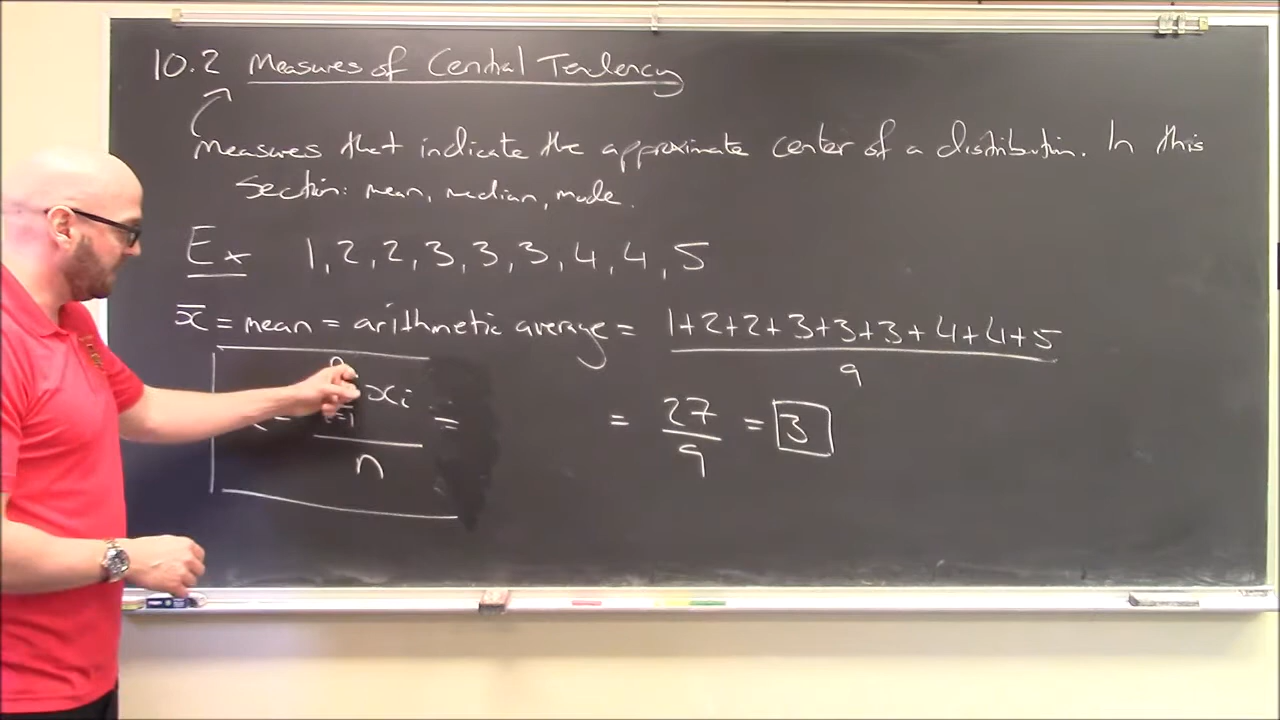 10.2 Measures of Central Tendency
Measures that indicate the approximate center of a distribution. In this
Section: mean, median, mode.
Ex 1, 2, 2, 3, 3, 3, 4, 4, 5
x̄ = mean = arithmetic average = 1+2+2+3+3+3+4+4+5
9
xi
n
=
= 27/9 = 3